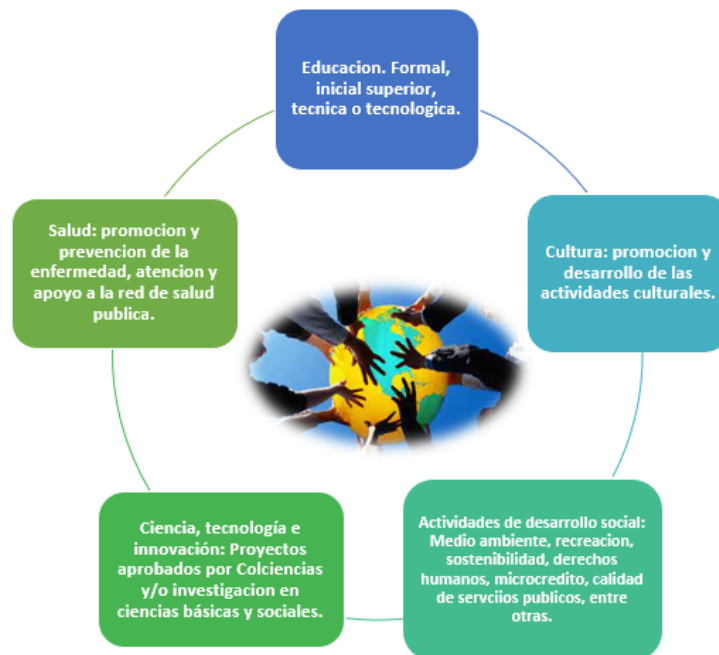 Educacion. Formal,
inicial superior,
tecnica o tecnologica.
Cultura: promocion y
desarrollo de las
actividades culturales.
Actividades de desarrollo social:
Medio ambiente, recreacion,
sostenibilidad, derechos
humanos, microcredito, calidad
de servciios publicos, entre
otras.
Ciencia, tecnología e
innovación: Proyectos
aprobados por Colciencias
y/o investigacion en
ciencias básicas y sociales.
Salud: promocion y
prevencion de la
enfermedad, atencion y
apoyo a la red de salud
publica.